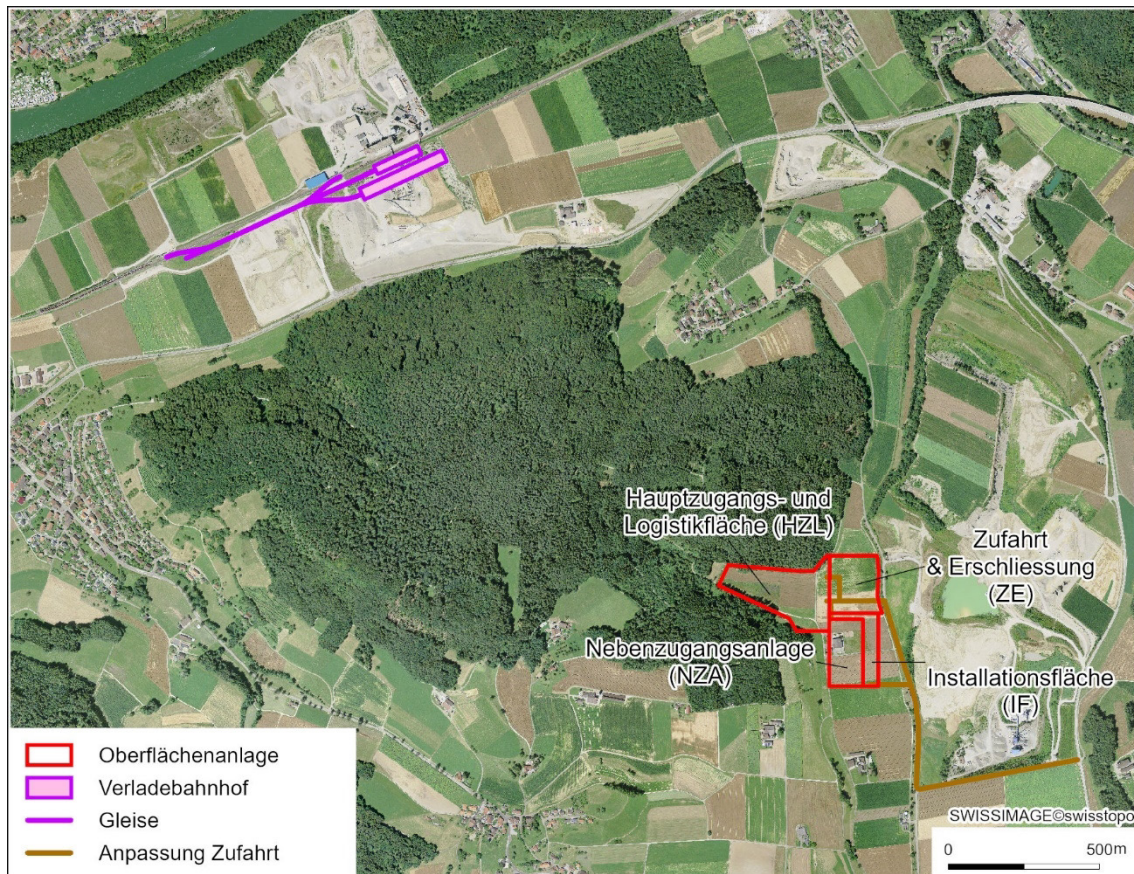 Hauptzugangs- und
Logistikfläche (HZL)
Zufahrt
& Erschliessung
(ZE)
Nebenzugangsanlage
(NZA)
Installationsfläche
(IF)
Oberflächenanlage
Verladebahnhof
Gleise
Anpassung Zufahrt
SWISSIMAGE©swisstopo
0 500m